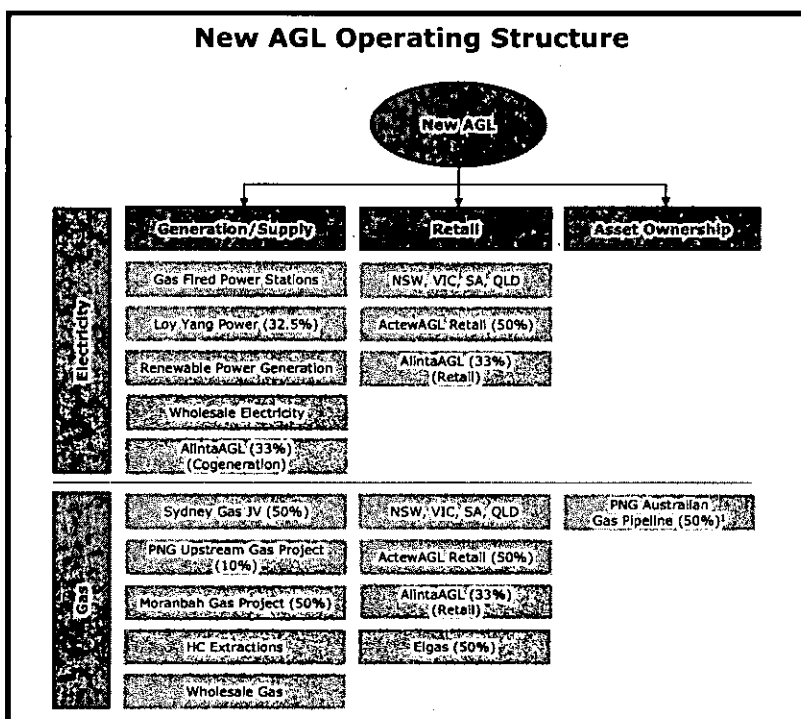 New AGL Operating Structure
New AGL
Generation/Supply
Retail
Asset Ownership
Electricity
Gas Fired Power Stations
NSW, VIC, SA, QLD
Loy Yang Power (32.5%)
ActewAGL Retail (50%)
Renewable Power Generation
AlintaAGL (33%)
(Retail)
Wholesale Electricity
AlintaAGL (33%)
(Cogeneration)
Gas
Sydney Gas JV (50%)
NSW, VIC, SA, QLD
PNG Australian
Gas Pipeline (50%)¹
PNG Upstream Gas Project
(10%)
ActewAGL Retail (50%)
Moranbah Gas Project (50%)
AlintaAGL (33%)
(Retail)
HC Extractions
Elgas (50%)
Wholesale Gas